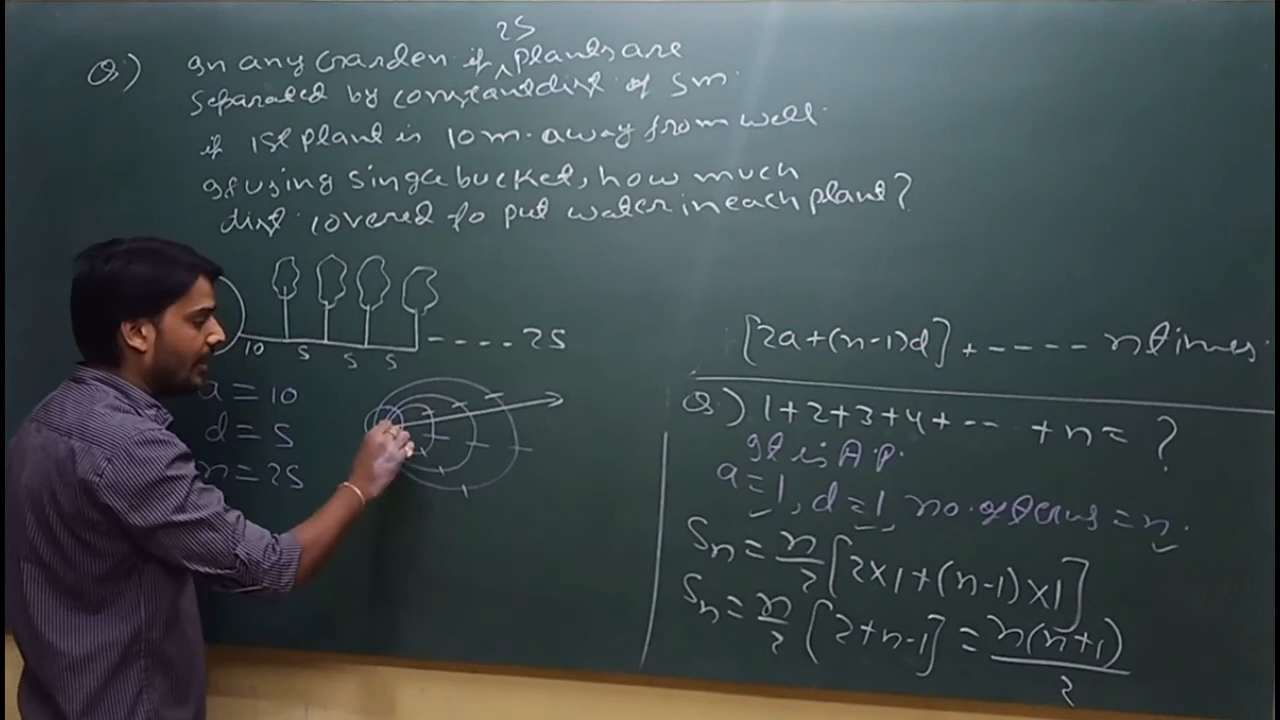 25
Q.) In any Garden if ^ plants are
separated by constant dist. of 5m.
if 1st plant is 10m. away from well.
If using single bucket, how much
dist. covered to put water in each plant?
10 5 5 5 ---- 25
a = 10
d = 5
n = 25
[2a+(n-1)d] + ---- n times.
Q.) 1+2+3+4+-- +n= ?
It is A.P.
a=1, d=1, no. of terms = n.
Sn = n/2 [2×1+(n-1)×1]
Sn = n/2 [2+n-1] = n(n+1)/2